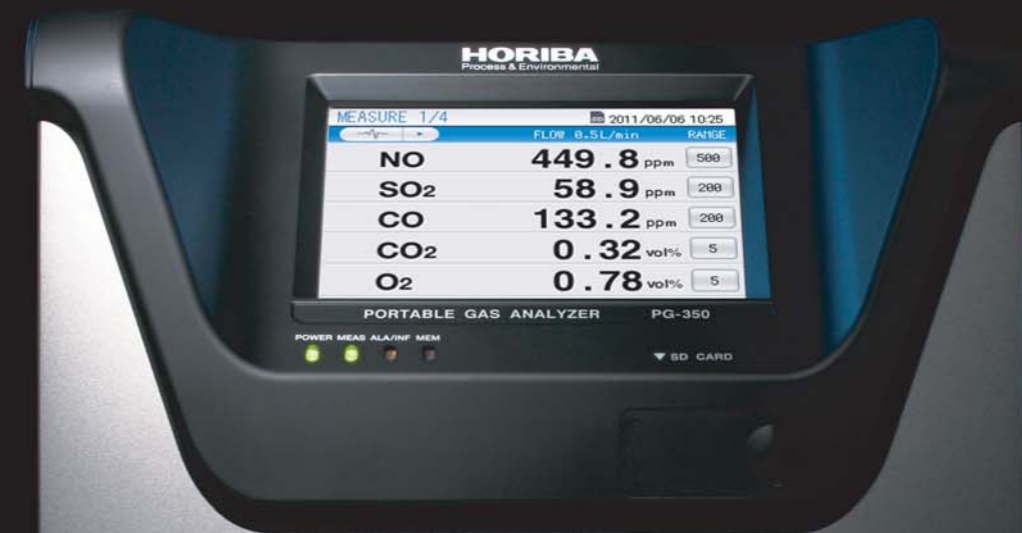 HORIBA
Process & Environmental
MEASURE 1/4 2011/06/06 10:25
FLOW 0.5L/min RANGE
NO 449.8 ppm 500
SO2 58.9 ppm 200
CO 133.2 ppm 200
CO2 0.32 vol% 5
O2 0.78 vol% 5
PORTABLE GAS ANALYZER PG-350
POWER MEAS ALA/INF MEM
▼ SD CARD